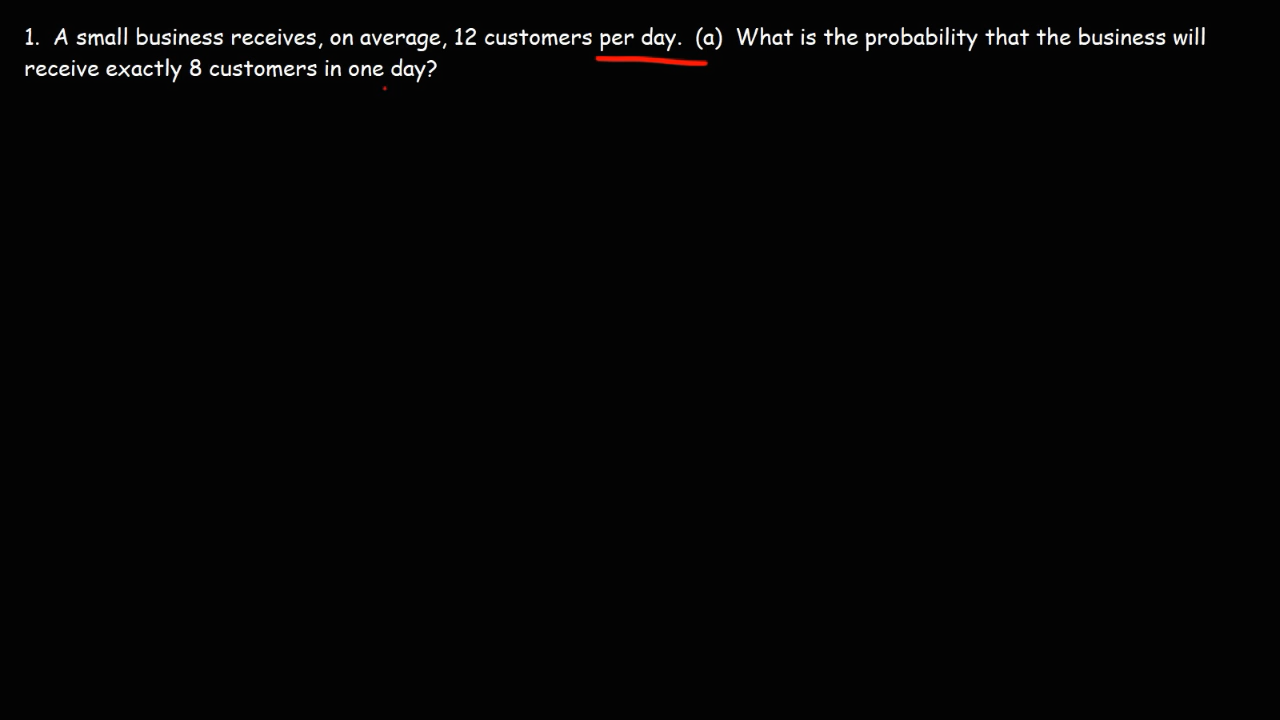 1. A small business receives, on average, 12 customers per day. (a) What is the probability that the business will
receive exactly 8 customers in one day?